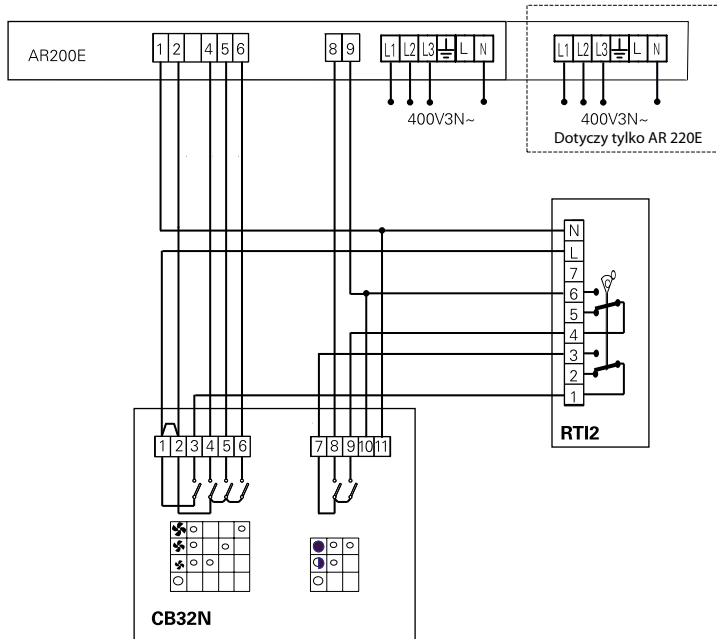 AR200E
1 2 4 5 6
8 9
L1 L2 L3 L N
L1 L2 L3 L N
400V3N~
400V3N~
Dotyczy tylko AR 220E
N
L
7
6
5
4
3
2
1
RTI2
1 2 3 4 5 6
7 8 9 10 11
CB32N